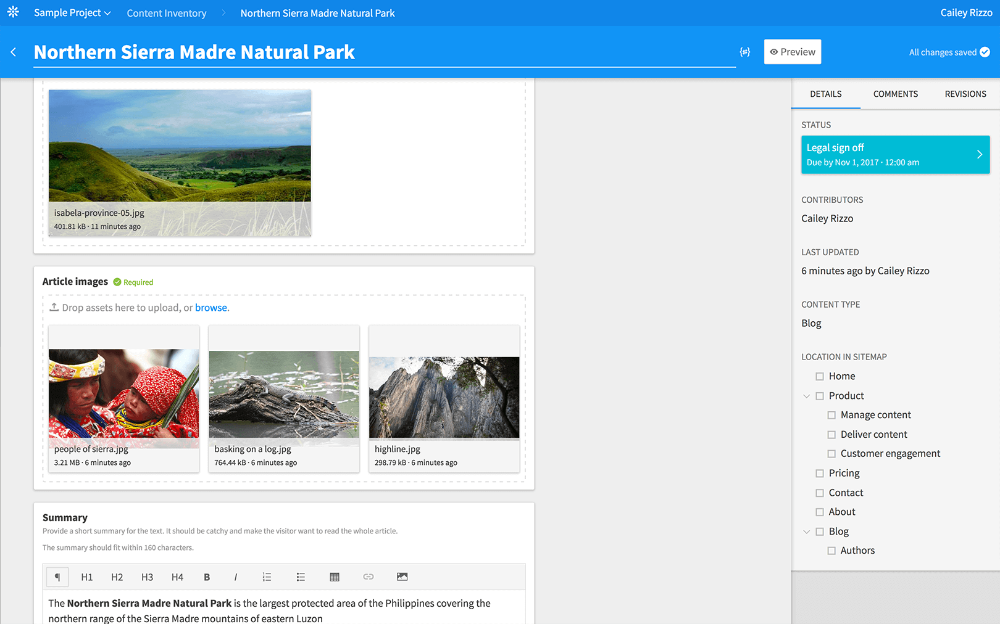 Sample Project
Content Inventory
Northern Sierra Madre Natural Park
Cailey Rizzo
Northern Sierra Madre Natural Park
{#}
Preview
All changes saved
isabela-province-05.jpg
401.81 kB · 11 minutes ago
Article images
Required
Drop assets here to upload, or browse.
people of sierra.jpg
3.21 MB · 6 minutes ago
basking on a log.jpg
764.44 kB · 6 minutes ago
highline.jpg
298.79 kB · 6 minutes ago
Summary
Provide a short summary for the text. It should be catchy and make the visitor want to read the whole article.
The summary should fit within 160 characters.
¶ H1 H2 H3 H4 B I
The Northern Sierra Madre Natural Park is the largest protected area of the Philippines covering the
northern range of the Sierra Madre mountains of eastern Luzon
DETAILS
COMMENTS
REVISIONS
STATUS
Legal sign off
Due by Nov 1, 2017 · 12:00 am
CONTRIBUTORS
Cailey Rizzo
LAST UPDATED
6 minutes ago by Cailey Rizzo
CONTENT TYPE
Blog
LOCATION IN SITEMAP
Home
Product
Manage content
Deliver content
Customer engagement
Pricing
Contact
About
Blog
Authors